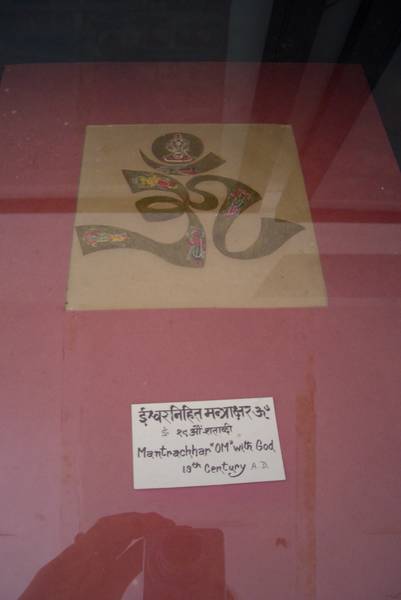 ॐ
ईश्वरनिहित मन्त्राक्षर ॐ
ई १९ औं शताब्दी
Mantrachhar "OM" with God
19th Century A.D.